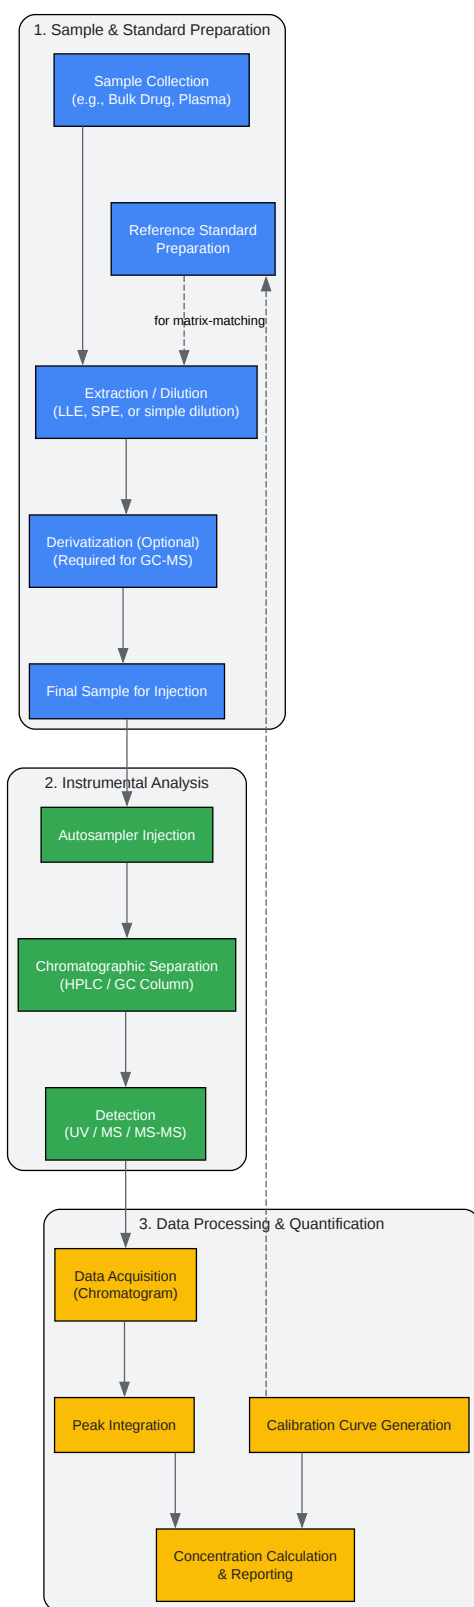 1. Sample & Standard Preparation
Sample Collection
(e.g., Bulk Drug, Plasma)
Reference Standard
Preparation
for matrix-matching
Extraction / Dilution
(LLE, SPE, or simple dilution)
Derivatization (Optional)
(Required for GC-MS)
Final Sample for Injection
2. Instrumental Analysis
Autosampler Injection
Chromatographic Separation
(HPLC / GC Column)
Detection
(UV / MS / MS-MS)
3. Data Processing & Quantification
Data Acquisition
(Chromatogram)
Peak Integration
Calibration Curve Generation
Concentration Calculation
& Reporting